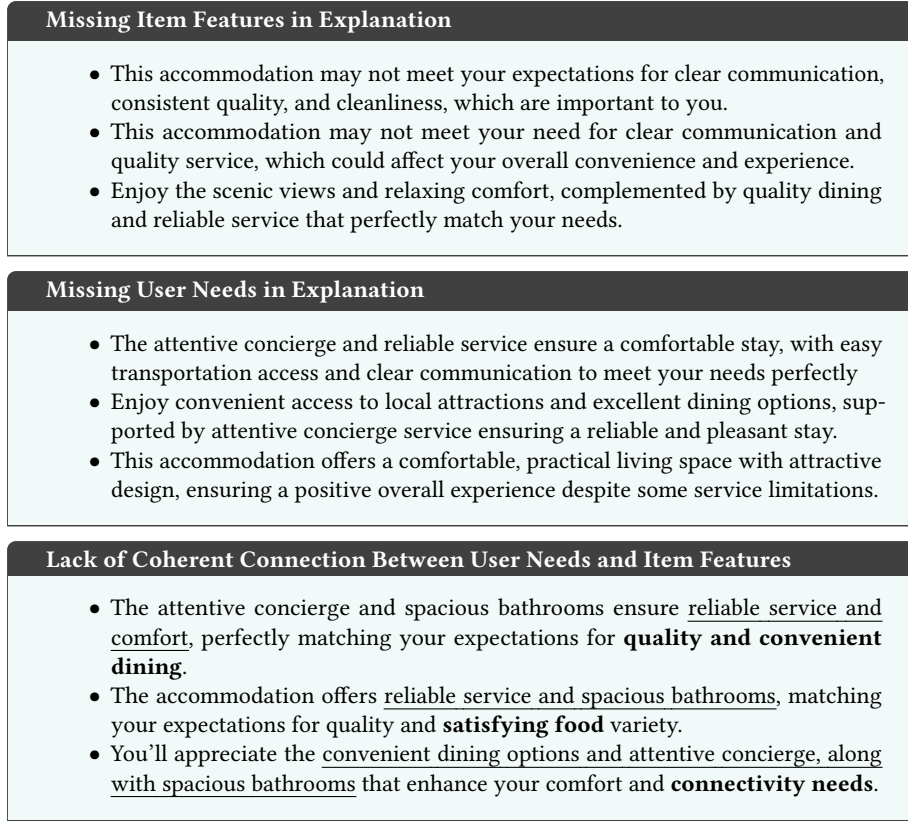 Missing Item Features in Explanation
• This accommodation may not meet your expectations for clear communication,
consistent quality, and cleanliness, which are important to you.
• This accommodation may not meet your need for clear communication and
quality service, which could affect your overall convenience and experience.
• Enjoy the scenic views and relaxing comfort, complemented by quality dining
and reliable service that perfectly match your needs.
Missing User Needs in Explanation
• The attentive concierge and reliable service ensure a comfortable stay, with easy
transportation access and clear communication to meet your needs perfectly
• Enjoy convenient access to local attractions and excellent dining options, sup-
ported by attentive concierge service ensuring a reliable and pleasant stay.
• This accommodation offers a comfortable, practical living space with attractive
design, ensuring a positive overall experience despite some service limitations.
Lack of Coherent Connection Between User Needs and Item Features
• The attentive concierge and spacious bathrooms ensure reliable service and
comfort, perfectly matching your expectations for quality and convenient
dining.
• The accommodation offers reliable service and spacious bathrooms, matching
your expectations for quality and satisfying food variety.
• You'll appreciate the convenient dining options and attentive concierge, along
with spacious bathrooms that enhance your comfort and connectivity needs.